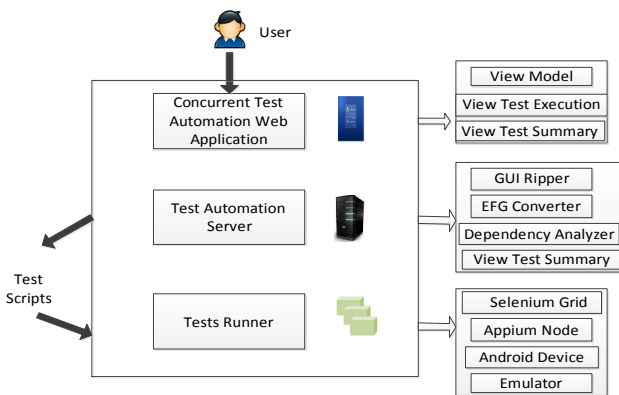 User
Concurrent Test
Automation Web
Application
View Model
View Test Execution
View Test Summary
Test Automation
Server
GUI Ripper
EFG Converter
Dependency Analyzer
View Test Summary
Test
Scripts
Tests Runner
Selenium Grid
Appium Node
Android Device
Emulator